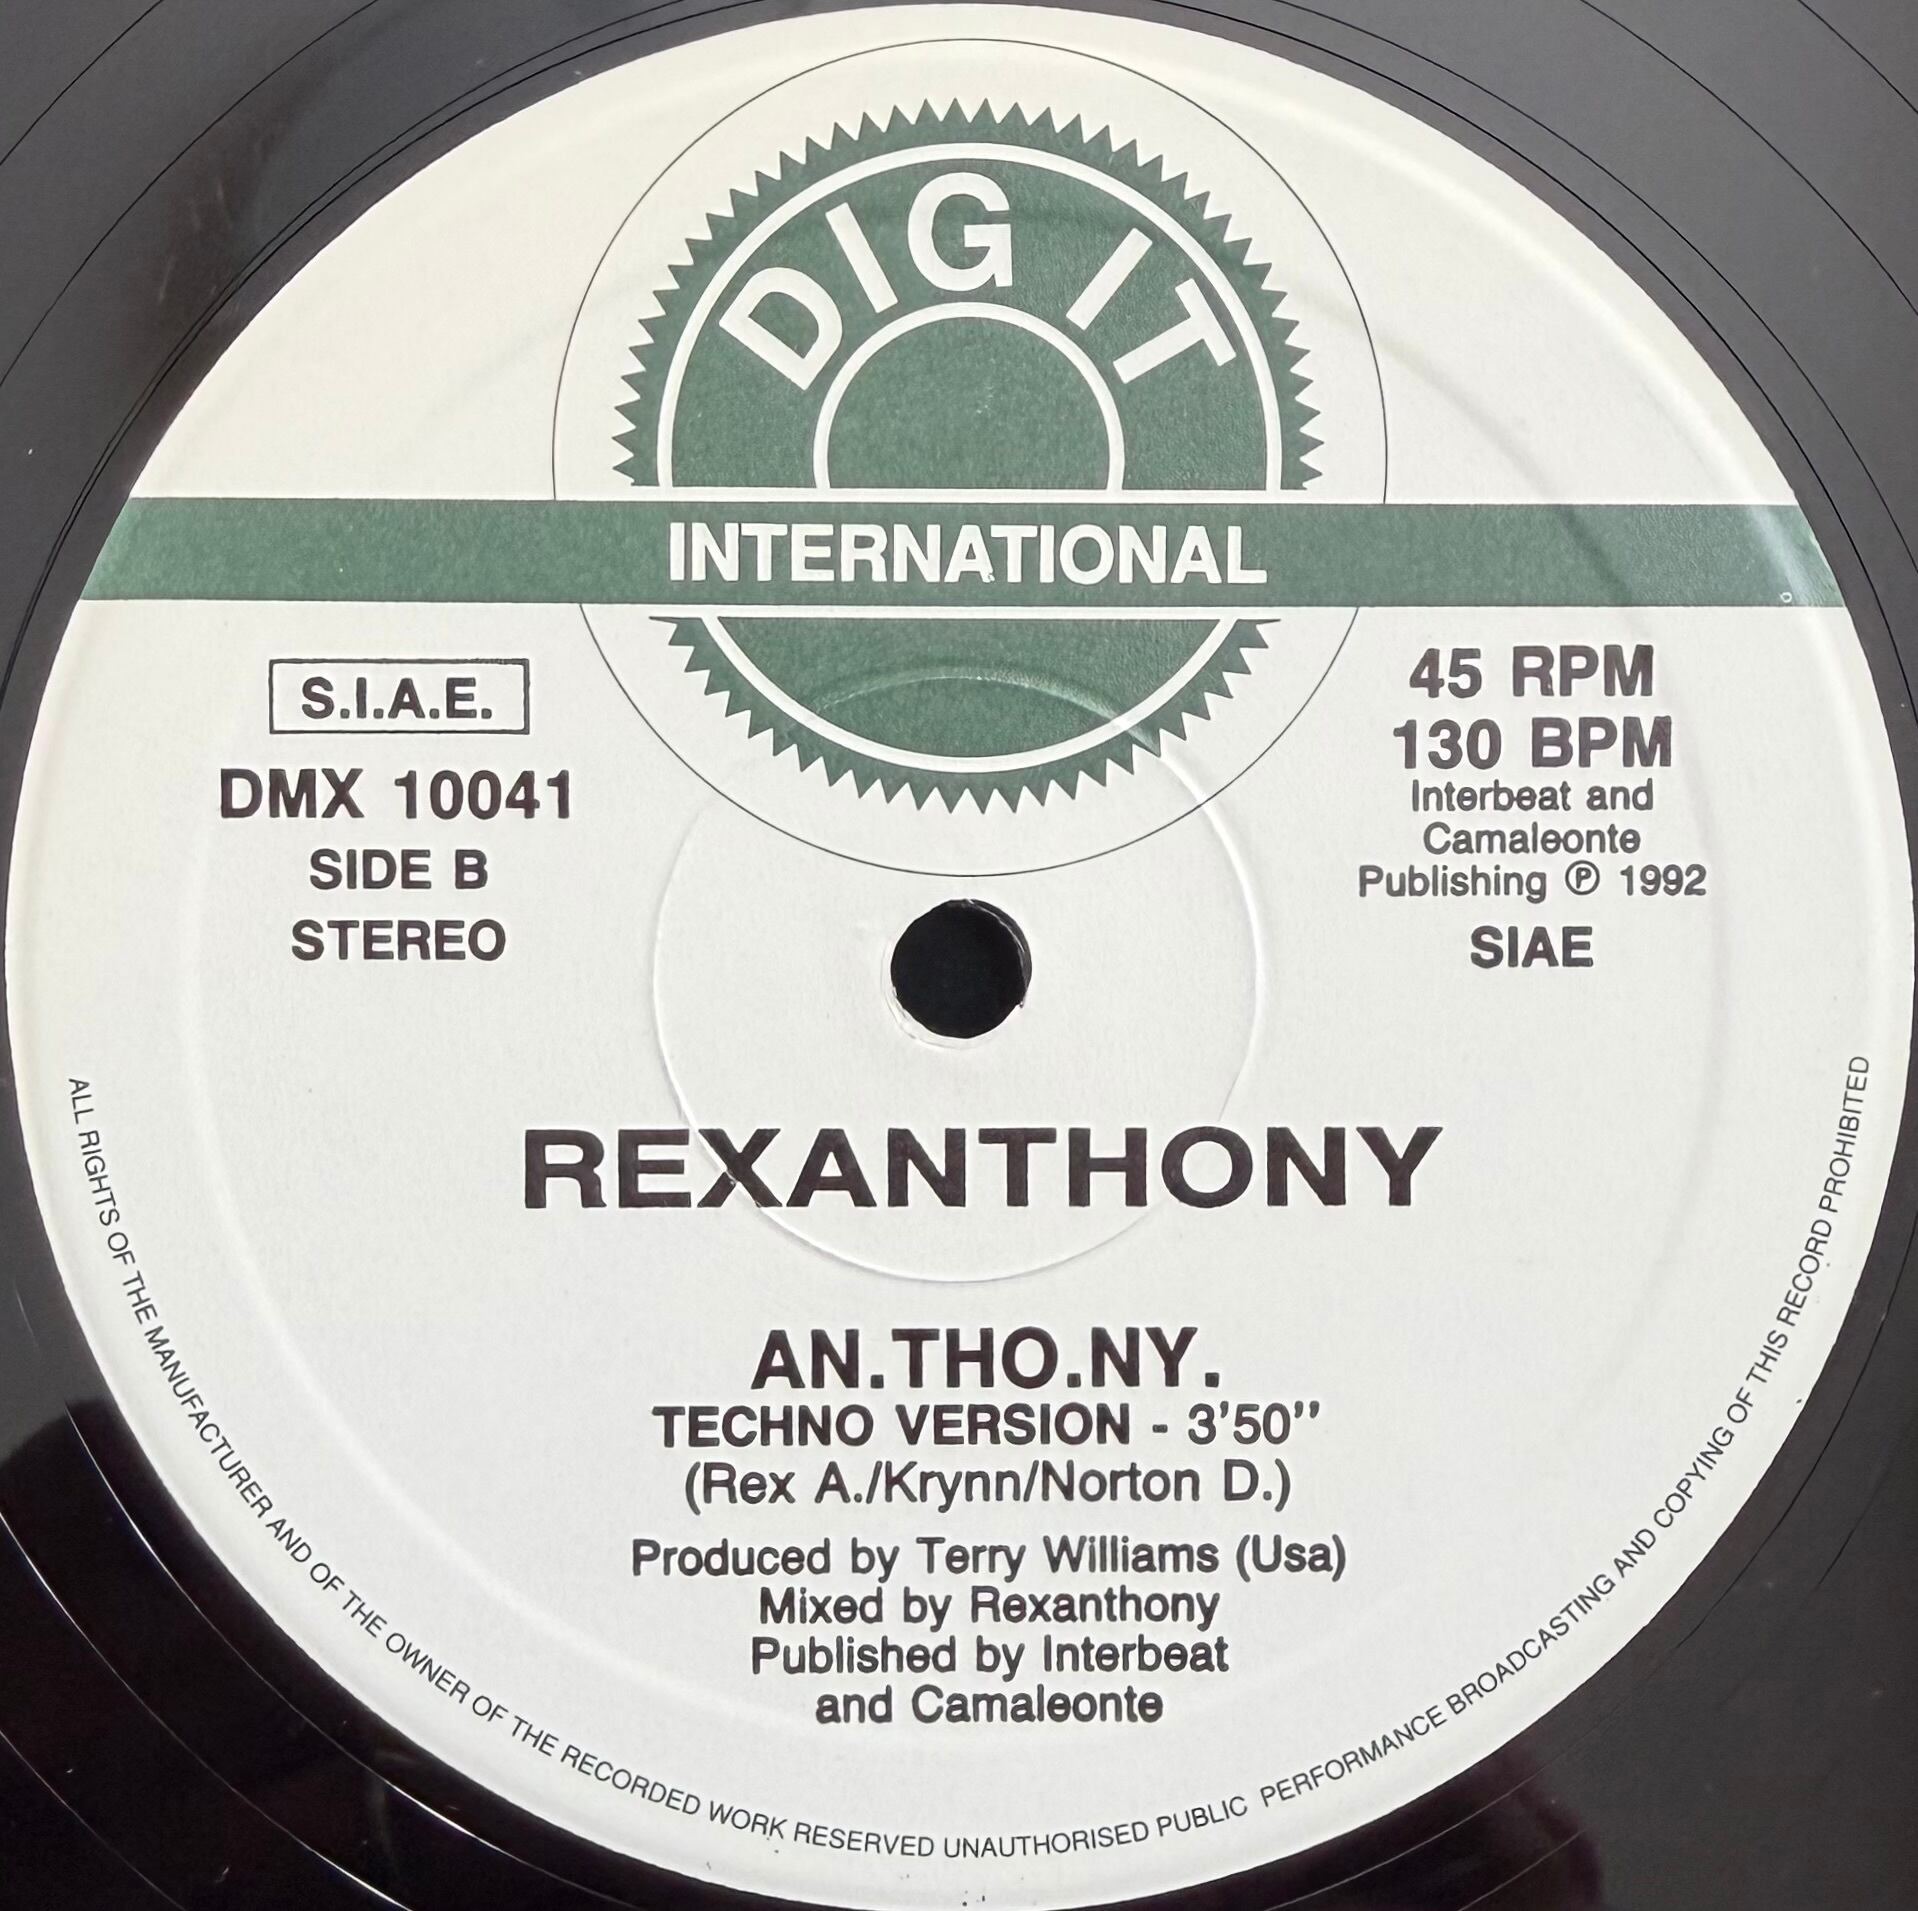 DIG IT
INTERNATIONAL
S.I.A.E.
DMX 10041
SIDE B
STEREO
45 RPM
130 BPM
Interbeat and
Camaleonte
Publishing ℗ 1992
SIAE
REXANTHONY
AN.THO.NY.
TECHNO VERSION - 3'50''
(Rex A./Krynn/Norton D.)
Produced by Terry Williams (Usa)
Mixed by Rexanthony
Published by Interbeat
and Camaleonte
ALL RIGHTS OF THE MANUFACTURER AND OF THE OWNER OF THE RECORDED WORK RESERVED UNAUTHORISED PUBLIC PERFORMANCE BROADCASTING AND COPYING OF THIS RECORD PROHIBITED